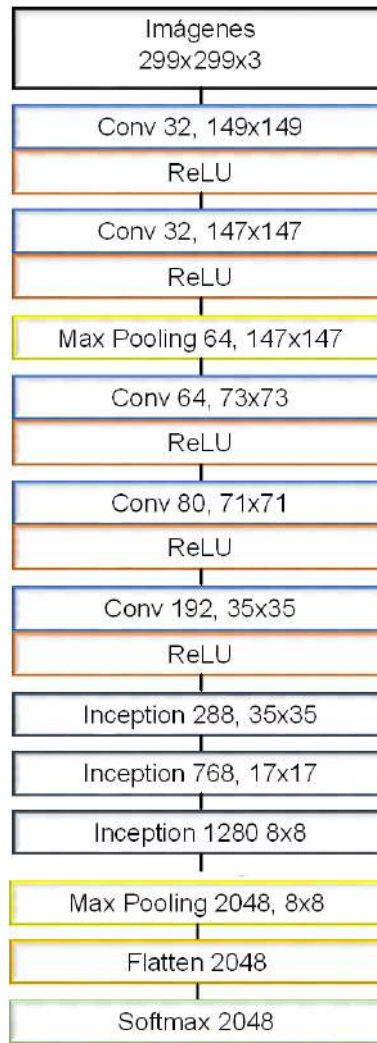 Imágenes
299x299x3
Conv 32, 149x149
ReLU
Conv 32, 147x147
ReLU
Max Pooling 64, 147x147
Conv 64, 73x73
ReLU
Conv 80, 71x71
ReLU
Conv 192, 35x35
ReLU
Inception 288, 35x35
Inception 768, 17x17
Inception 1280 8x8
Max Pooling 2048, 8x8
Flatten 2048
Softmax 2048